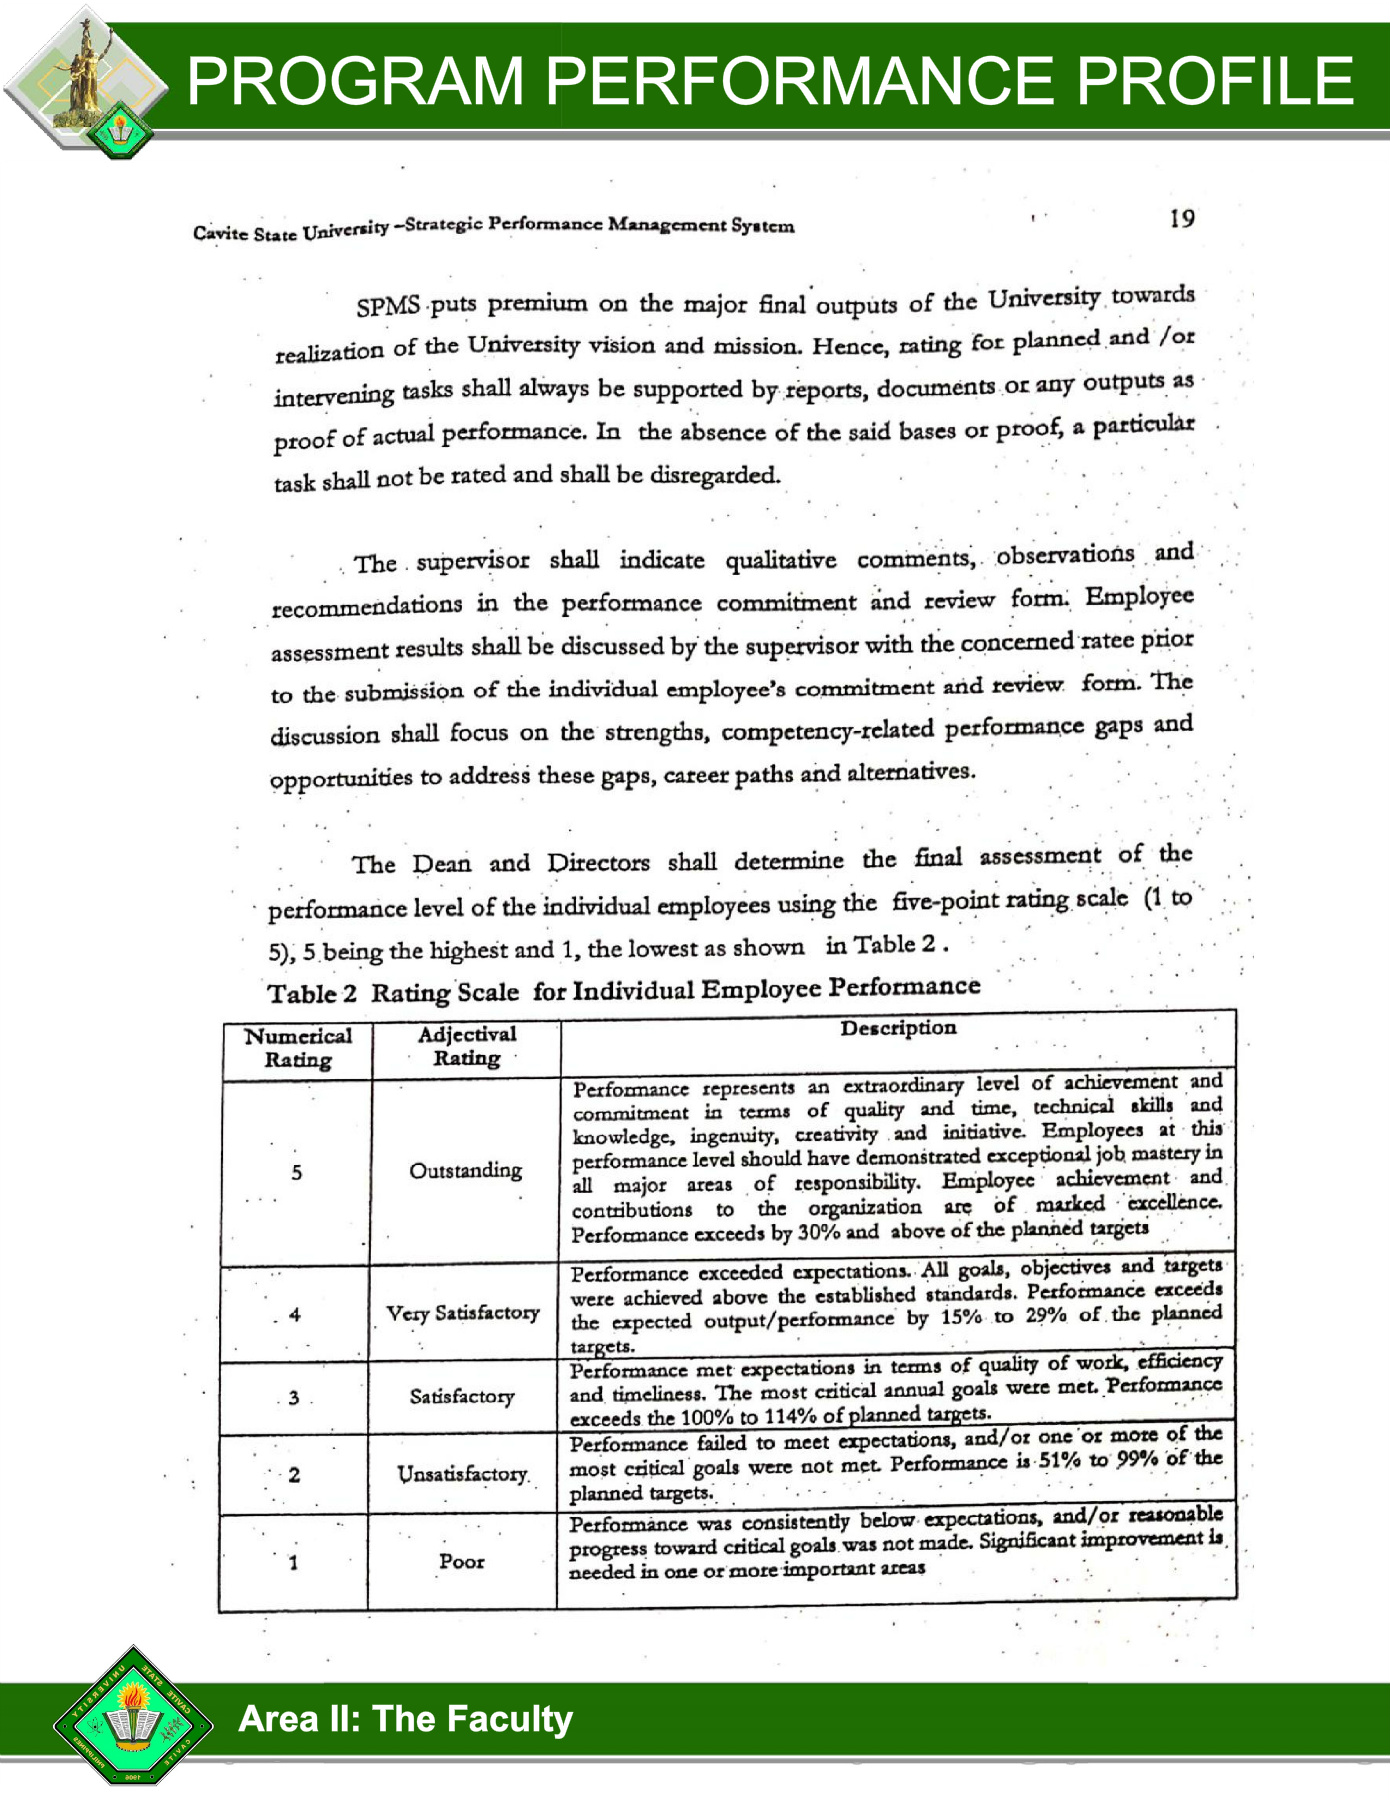 PROGRAM PERFORMANCE PROFILE
Cavite State University –Strategic Performance Management System
19
SPMS puts premium on the major final outputs of the University towards
realization of the University vision and mission. Hence, rating for planned and /or
intervening tasks shall always be supported by reports, documents or any outputs as
proof of actual performance. In the absence of the said bases or proof, a particular
task shall not be rated and shall be disregarded.
The supervisor shall indicate qualitative comments, observations and
recommendations in the performance commitment and review form. Employee
assessment results shall be discussed by the supervisor with the concerned ratee prior
to the submission of the individual employee's commitment and review form. The
discussion shall focus on the strengths, competency-related performance gaps and
opportunities to address these gaps, career paths and alternatives.
The Dean and Directors shall determine the final assessment of the
performance level of the individual employees using the five-point rating scale (1 to
5), 5 being the highest and 1, the lowest as shown in Table 2 .
Table 2 Rating Scale for Individual Employee Performance
Numerical
Rating
Adjectival
Rating
Description
5
Outstanding
Performance represents an extraordinary level of achievement and
commitment in terms of quality and time, technical skills and
knowledge, ingenuity, creativity and initiative. Employees at this
performance level should have demonstrated exceptional job mastery in
all major areas of responsibility. Employee achievement and
contributions to the organization are of marked excellence.
Performance exceeds by 30% and above of the planned targets
4
Very Satisfactory
Performance exceeded expectations. All goals, objectives and targets
were achieved above the established standards. Performance exceeds
the expected output/performance by 15% to 29% of the planned
targets.
3
Satisfactory
Performance met expectations in terms of quality of work, efficiency
and timeliness. The most critical annual goals were met. Performance
exceeds the 100% to 114% of planned targets.
2
Unsatisfactory
Performance failed to meet expectations, and/or one or more of the
most critical goals were not met. Performance is 51% to 99% of the
planned targets.
1
Poor
Performance was consistently below expectations, and/or reasonable
progress toward critical goals was not made. Significant improvement is
needed in one or more important areas
CAVITE STATE UNIVERSITY
CAVITE
PHILIPPINES
1906
Area II: The Faculty